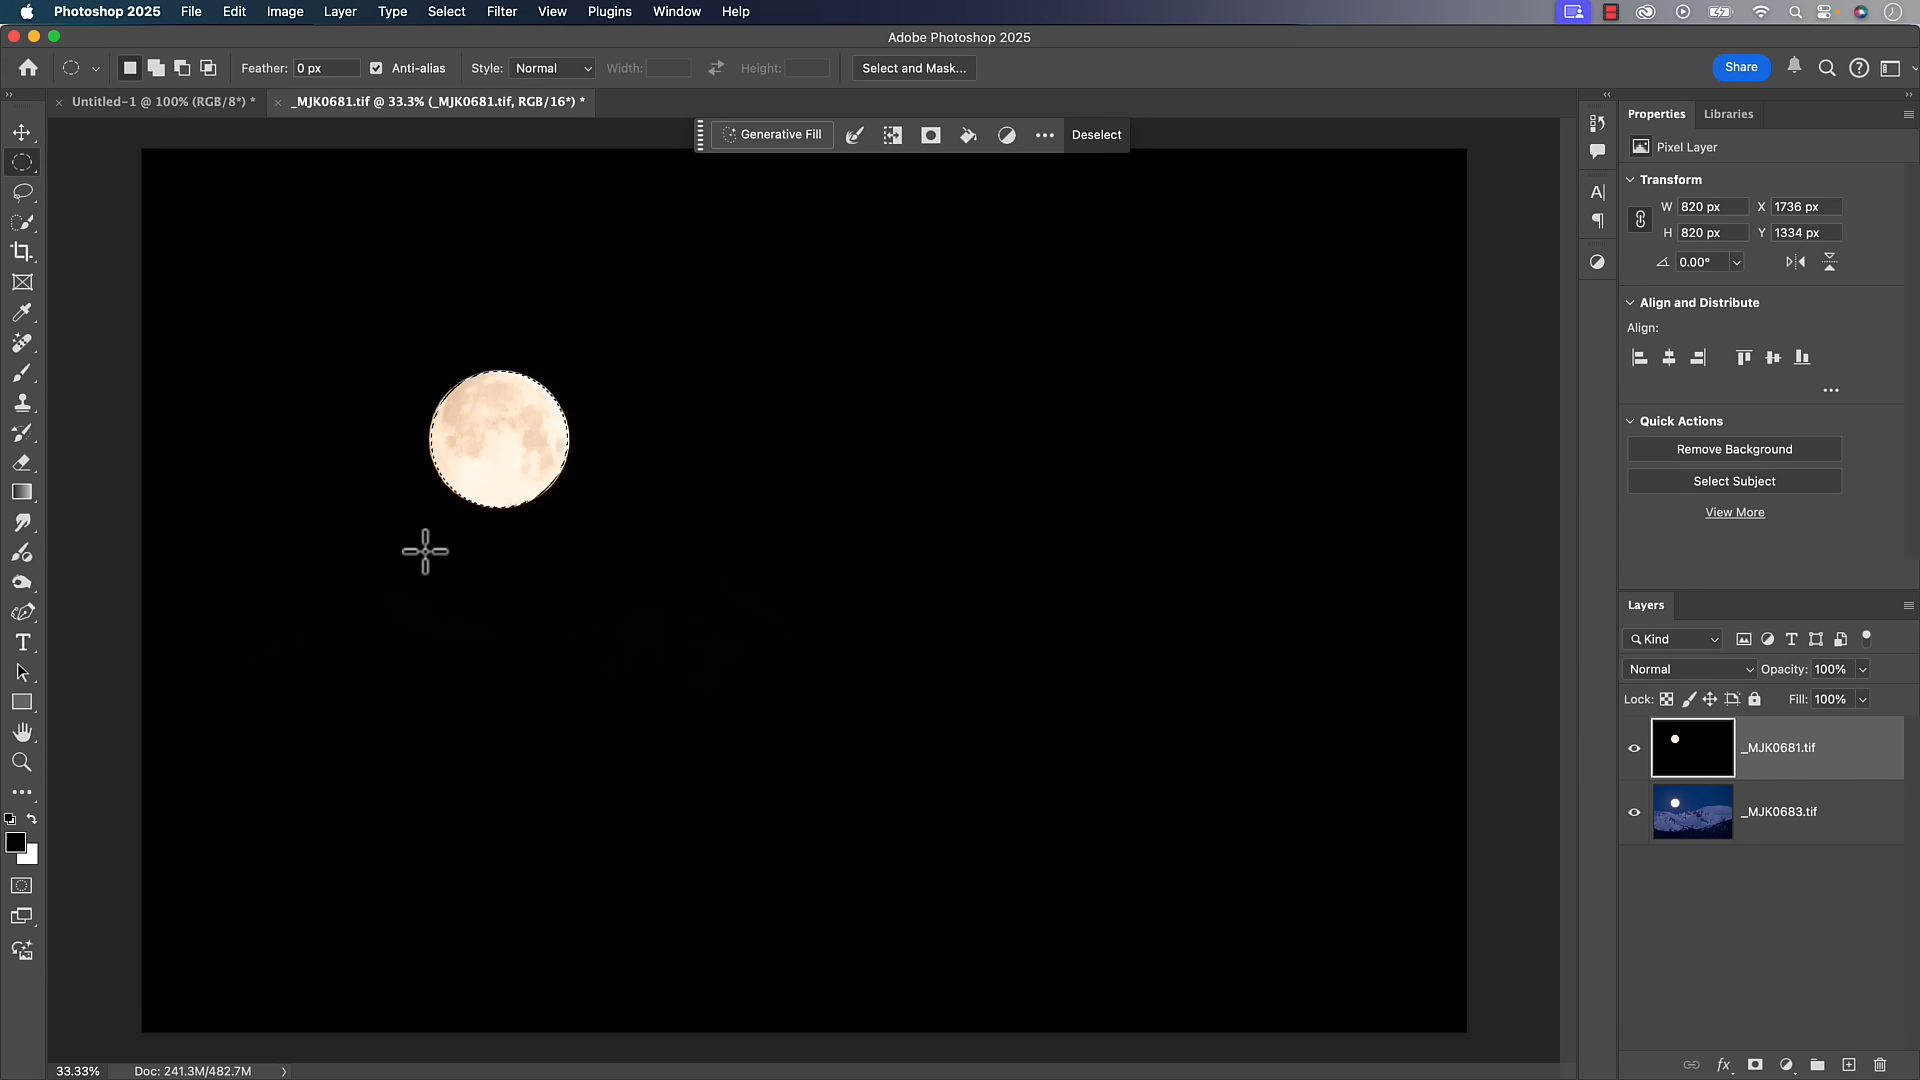 Photoshop 2025 File Edit Image Layer Type Select Filter View Plugins Window Help
Adobe Photoshop 2025
Feather: 0 px Anti-alias Style: Normal Width: Height: Select and Mask... Share
Untitled-1 @ 100% (RGB/8*) * _MJK0681.tif @ 33.3% (_MJK0681.tif, RGB/16*) *
Generative Fill Deselect
Properties Libraries
Pixel Layer
Transform
W 820 px X 1736 px
H 820 px Y 1334 px
0.00°
Align and Distribute
Align:
Quick Actions
Remove Background
Select Subject
View More
Layers
Kind
Normal Opacity: 100%
Lock: Fill: 100%
_MJK0681.tif
_MJK0683.tif
33.33% Doc: 241.3M/482.7M